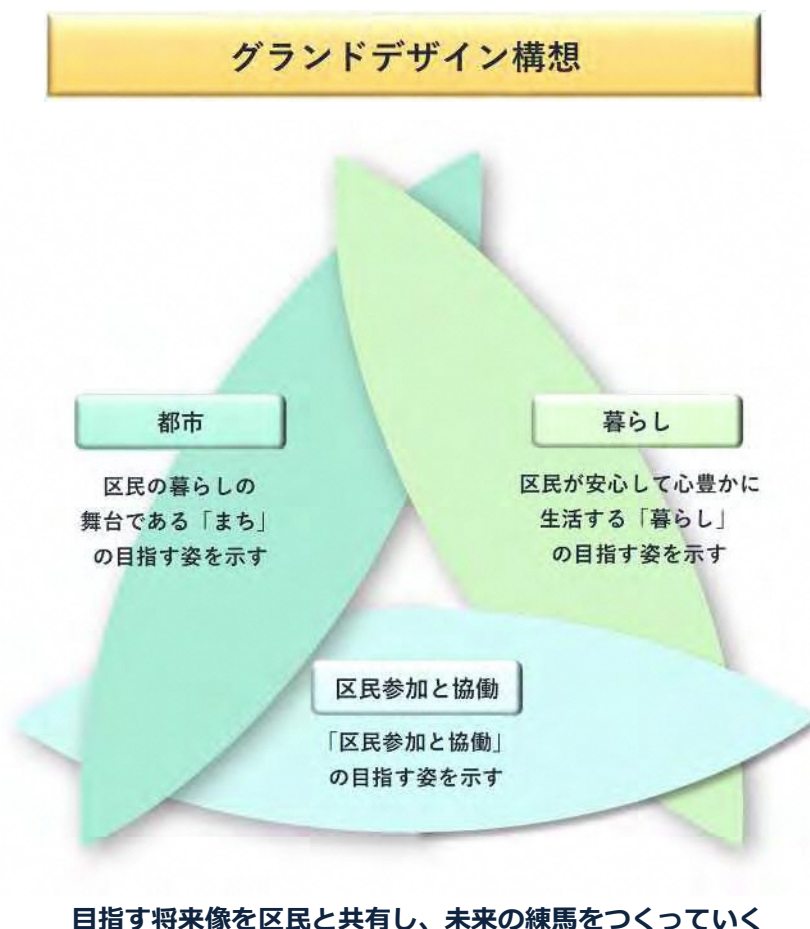 グランドデザイン構想
都市
区民の暮らしの
舞台である「まち」
の目指す姿を示す
暮らし
区民が安心して心豊かに
生活する「暮らし」
の目指す姿を示す
区民参加と協働
「区民参加と協働」
の目指す姿を示す
目指す将来像を区民と共有し、未来の練馬をつくっていく